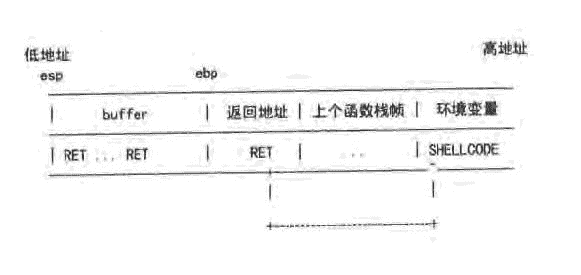 低地址 高地址
esp ebp
| buffer | 返回地址 | 上个函数栈帧 | 环境变量
| RET ... RET | RET | ... | SHELLCODE